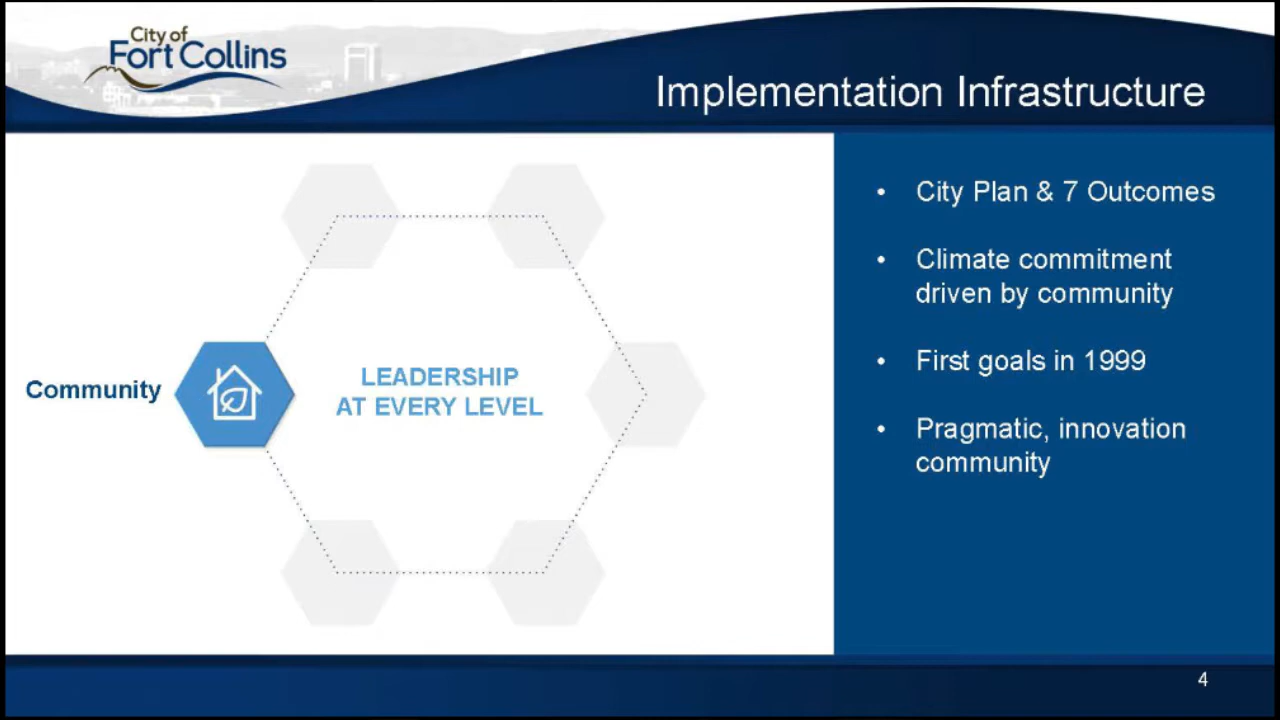 City of
Fort Collins
Implementation Infrastructure
Community
LEADERSHIP
AT EVERY LEVEL
• City Plan & 7 Outcomes
• Climate commitment
driven by community
• First goals in 1999
• Pragmatic, innovation
community
4